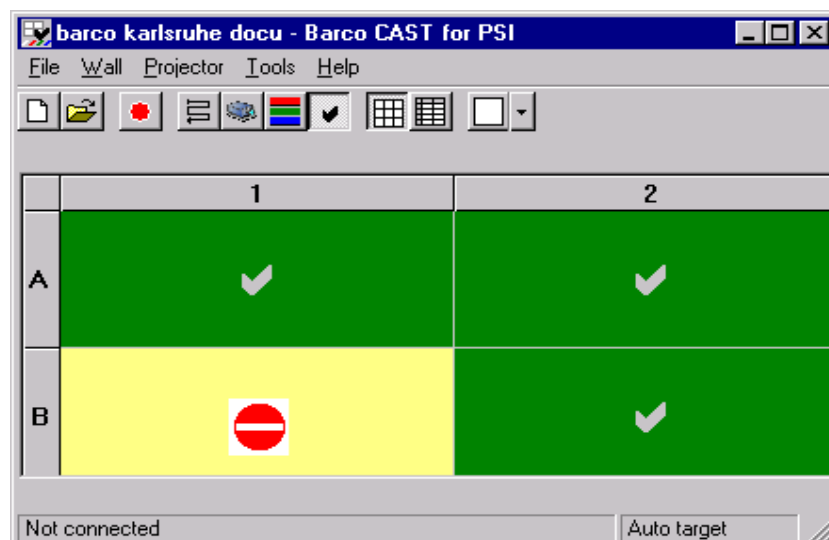 barco karlsruhe docu - Barco CAST for PSI
File Wall Projector Tools Help
1 2
A
B
Not connected Auto target